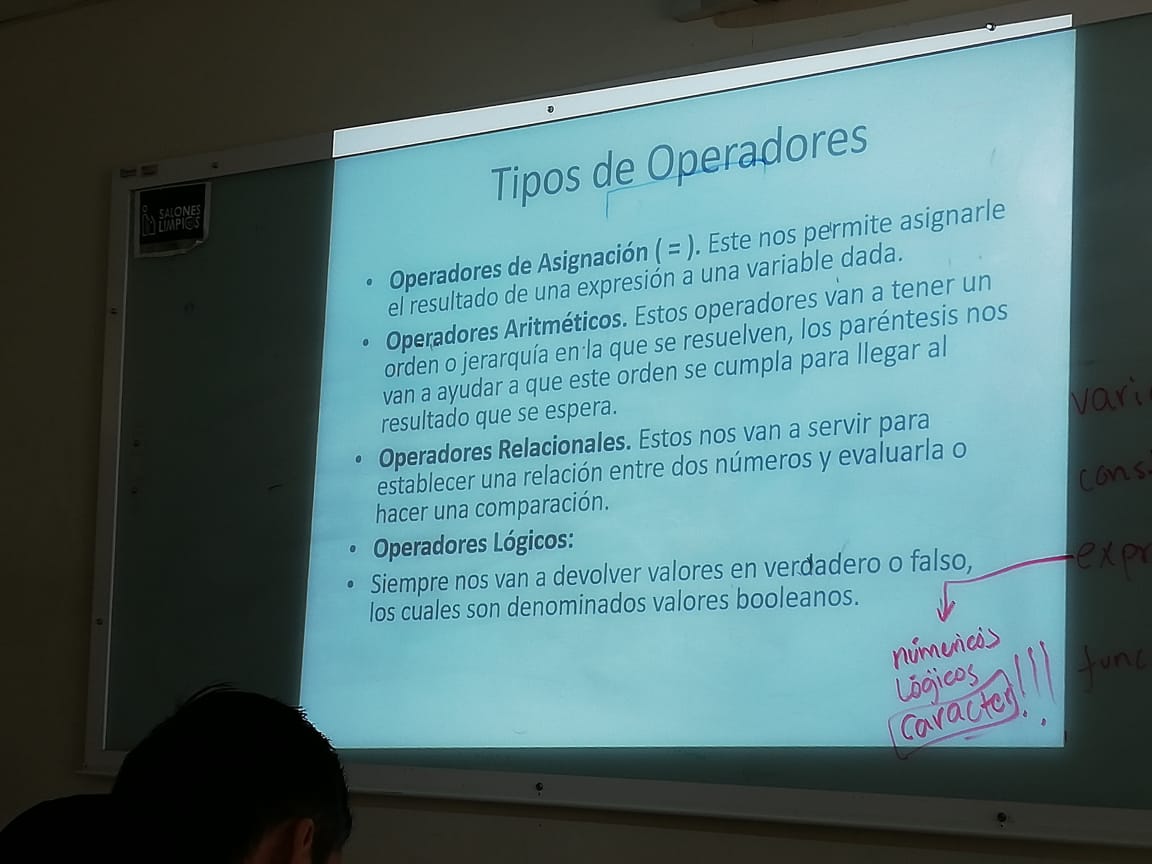 SALONES
LIMPIOS
Tipos de Operadores
• Operadores de Asignación ( = ). Este nos permite asignarle
el resultado de una expresión a una variable dada.
• Operadores Aritméticos. Estos operadores van a tener un
orden o jerarquía en la que se resuelven, los paréntesis nos
van a ayudar a que este orden se cumpla para llegar al
resultado que se espera.
• Operadores Relacionales. Estos nos van a servir para
establecer una relación entre dos números y evaluarla o
hacer una comparación.
• Operadores Lógicos:
• Siempre nos van a devolver valores en verdadero o falso,
los cuales son denominados valores booleanos.
vari
cons
expr
func
númericos
lógicos
caracter!!!